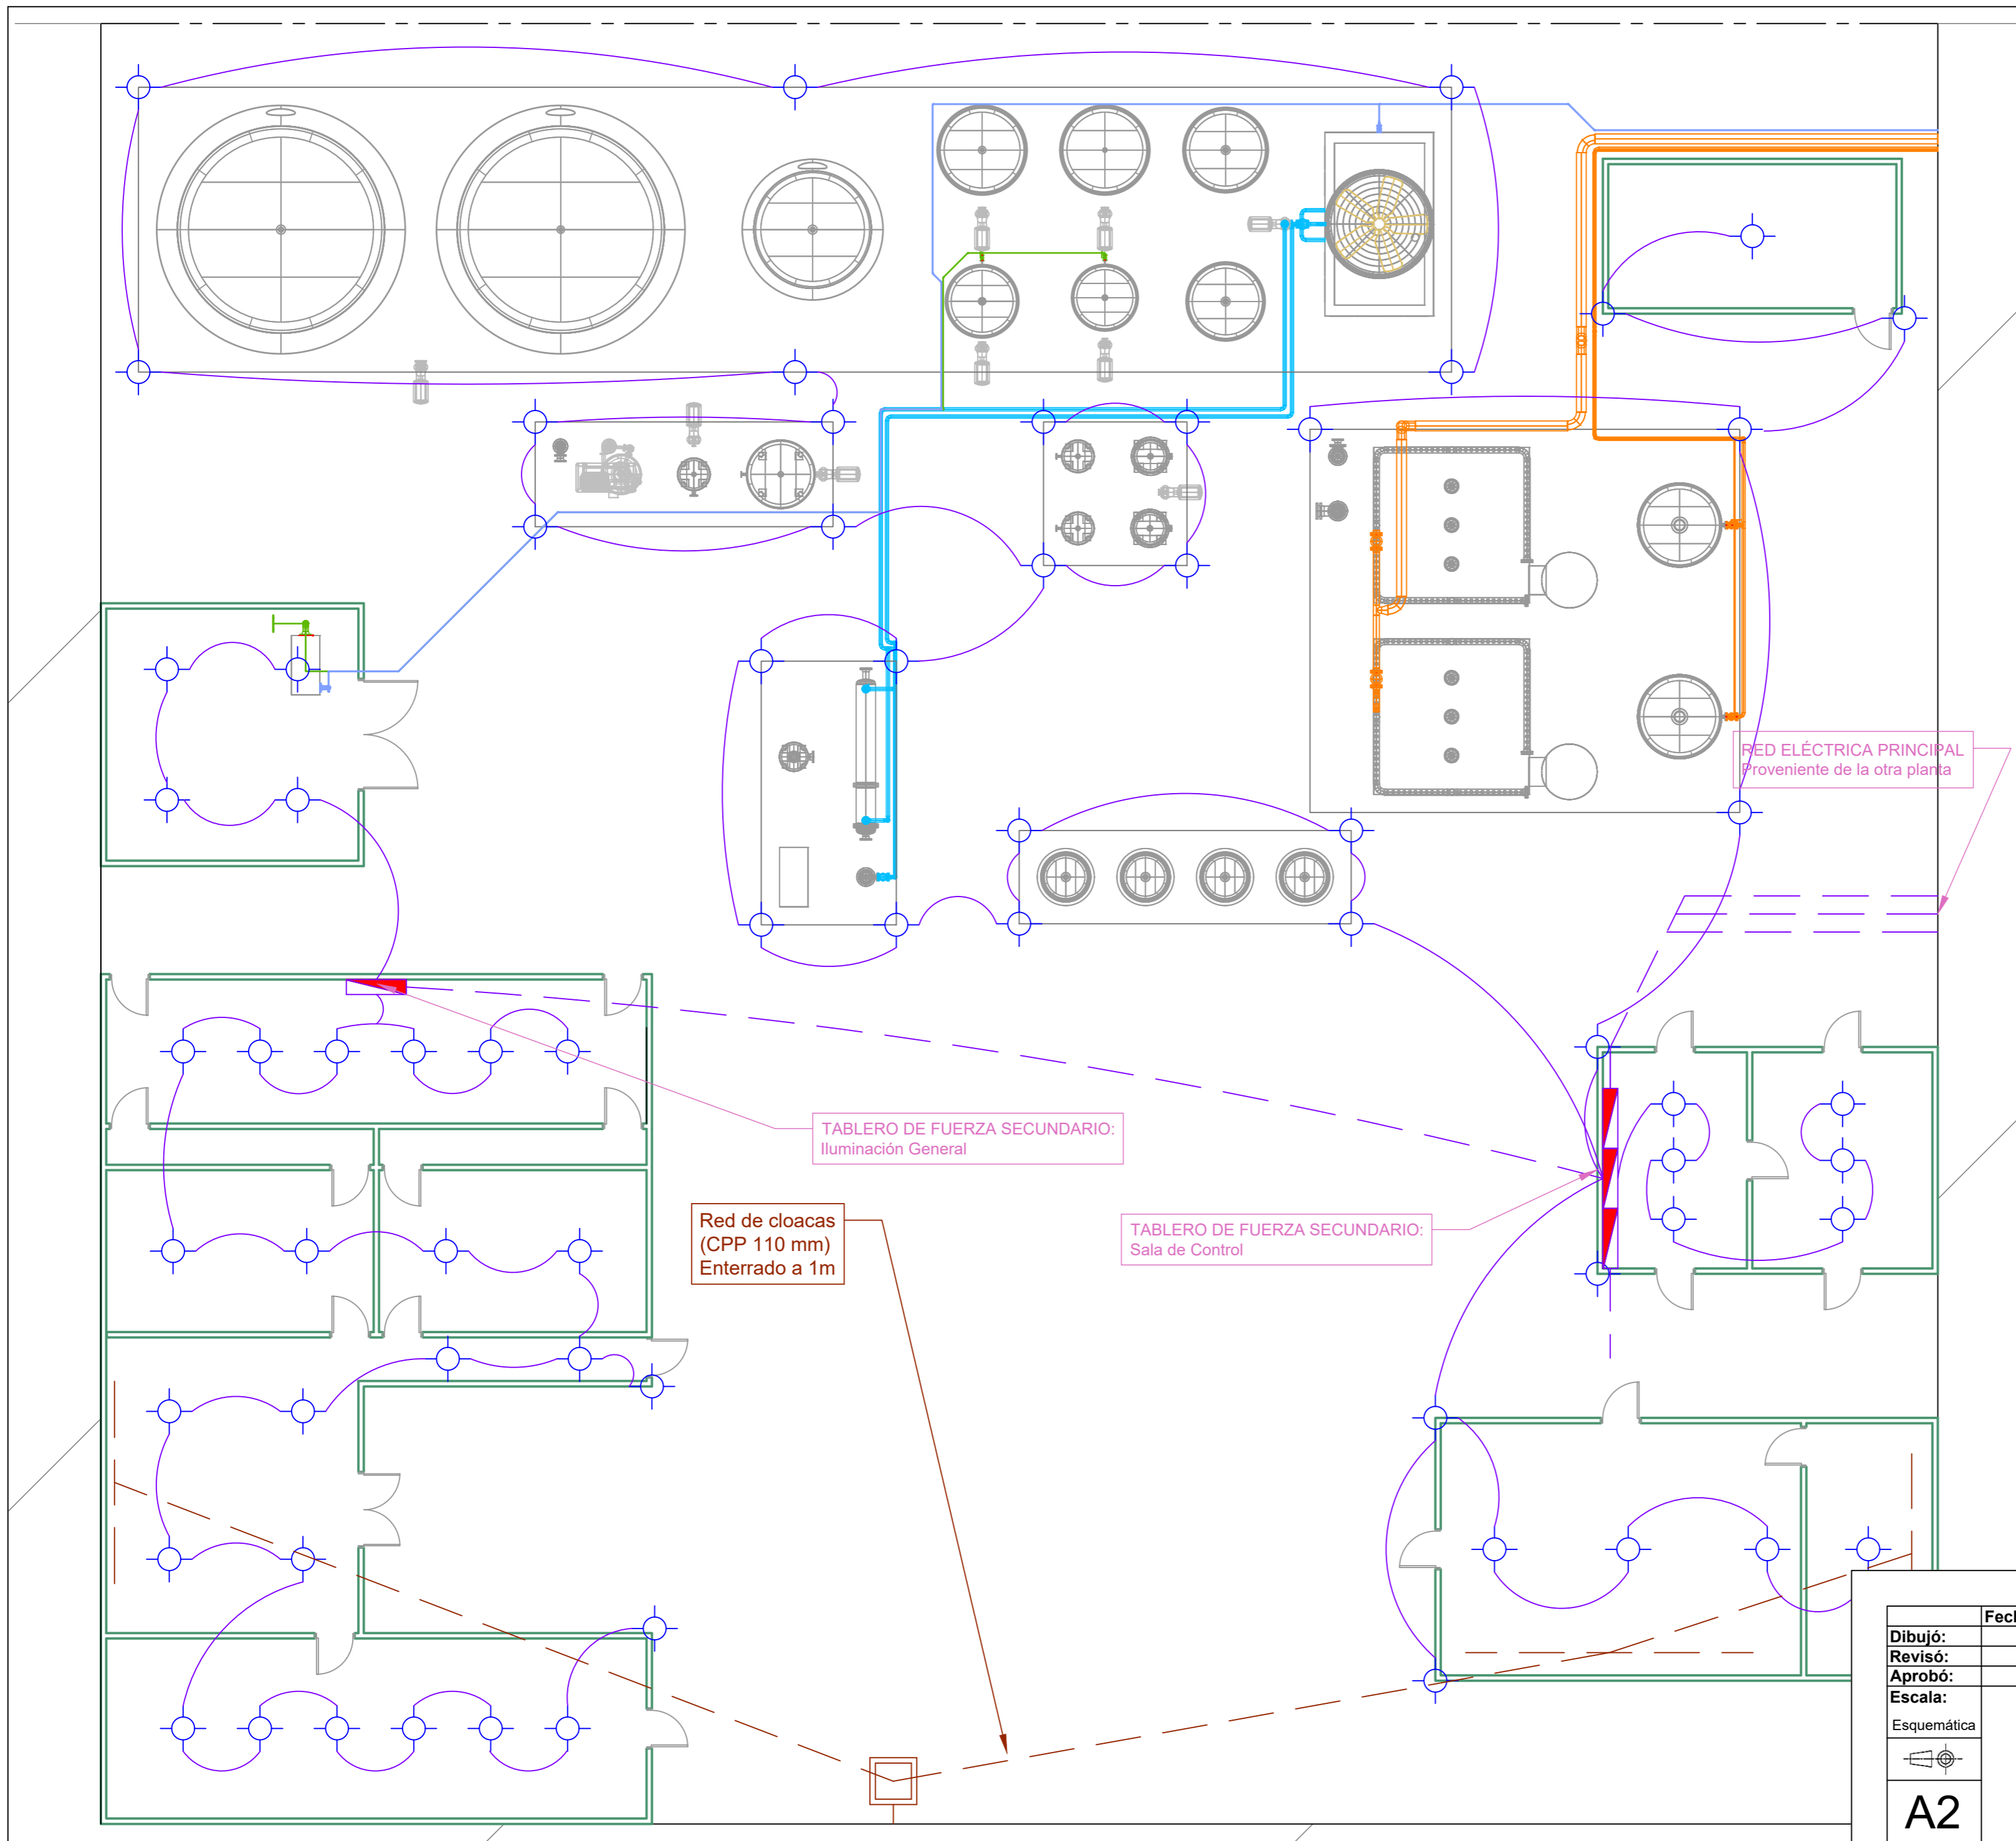 RED ELÉCTRICA PRINCIPAL
Proveniente de la otra planta
TABLERO DE FUERZA SECUNDARIO:
Iluminación General
Red de cloacas
(CPP 110 mm)
Enterrado a 1m
TABLERO DE FUERZA SECUNDARIO:
Sala de Control
Dibujó:
Revisó:
Aprobó:
Escala:
Esquemática
A2